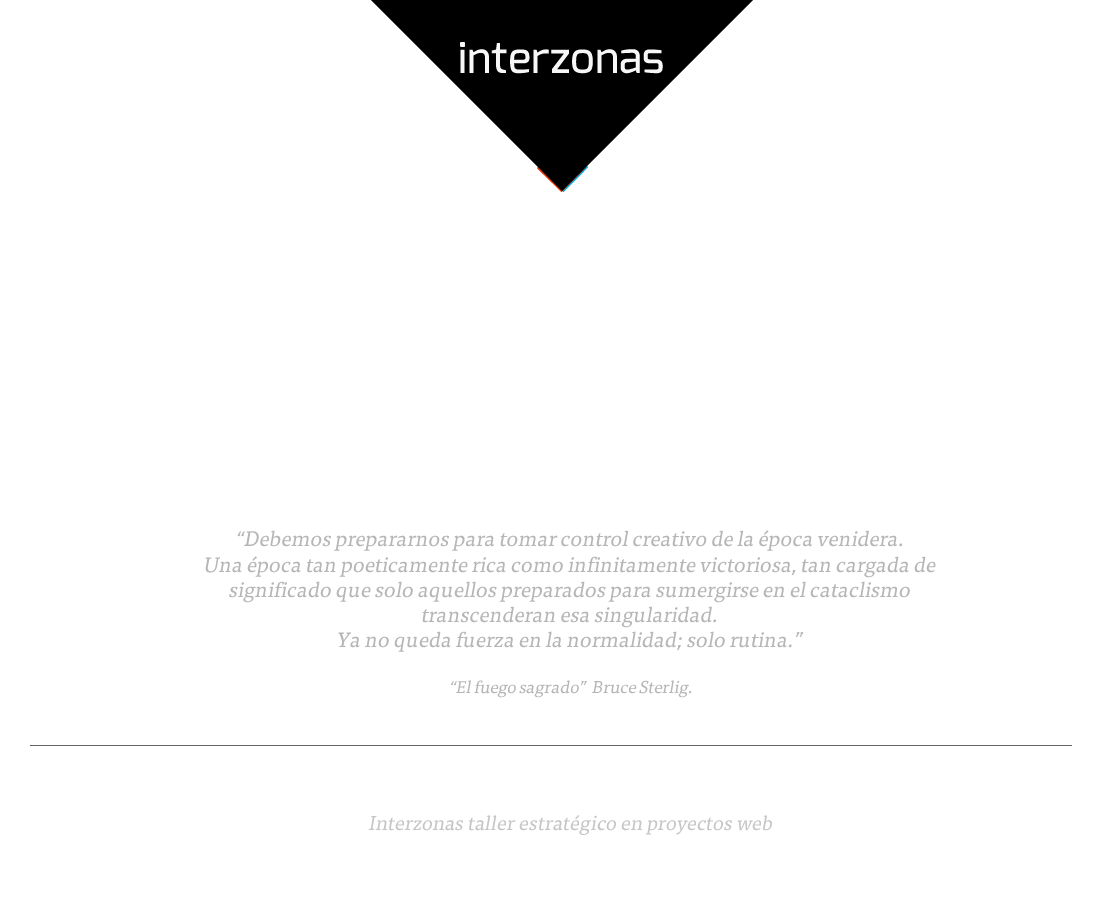 interzonas
“Debemos prepararnos para tomar control creativo de la época venidera.
Una época tan poeticamente rica como infinitamente victoriosa, tan cargada de
significado que solo aquellos preparados para sumergirse en el cataclismo
transcenderan esa singularidad.
Ya no queda fuerza en la normalidad; solo rutina.”
“El fuego sagrado” Bruce Sterlig.
Interzonas taller estratégico en proyectos web